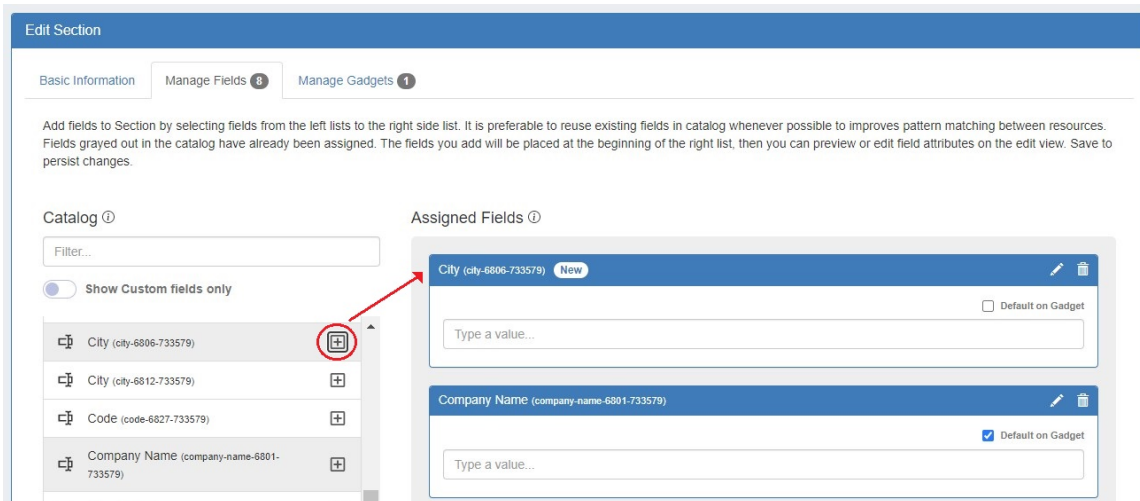 Edit Section
Basic Information
Manage Fields 8
Manage Gadgets 1
Add fields to Section by selecting fields from the left lists to the right side list. It is preferable to reuse existing fields in catalog whenever possible to improves pattern matching between resources.
Fields grayed out in the catalog have already been assigned. The fields you add will be placed at the beginning of the right list, then you can preview or edit field attributes on the edit view. Save to
persist changes.
Catalog
Filter...
Show Custom fields only
City (city-6806-733579)
City (city-6812-733579)
Code (code-6827-733579)
Company Name (company-name-6801-
733579)
Assigned Fields
City (city-6806-733579) New
Default on Gadget
Type a value...
Company Name (company-name-6801-733579)
Default on Gadget
Type a value...